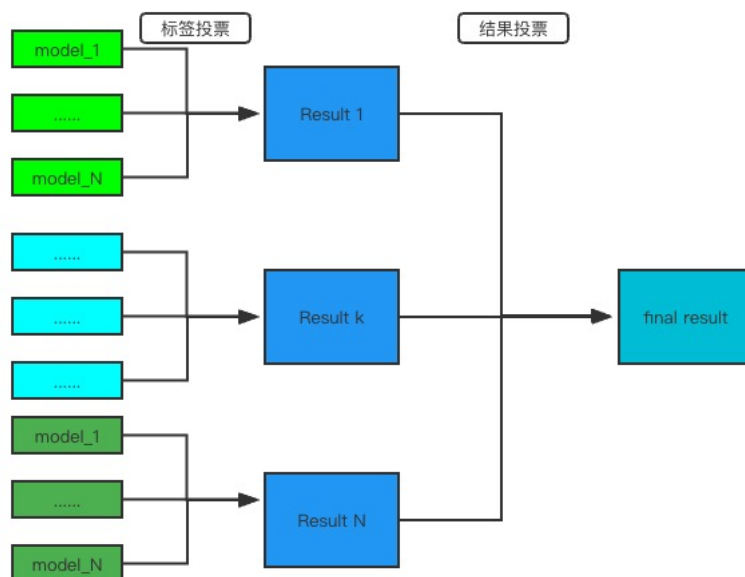 标签投票
结果投票
model_1
......
model_N
Result 1
......
......
......
Result k
final result
model_1
......
model_N
Result N